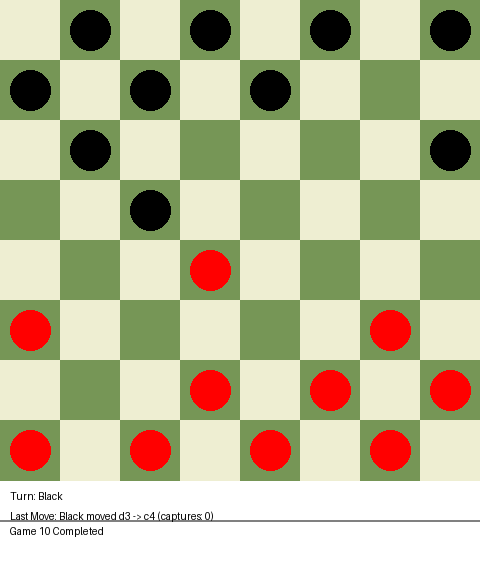 Turn: Black
Last Move: Black moved d3 -> c4 (captures: 0)
Game 10 Completed